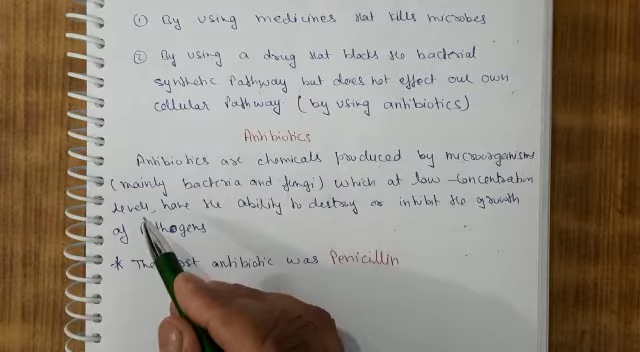 ① By using medicines that kills microbes
② By using a drug that blocks the bacterial
synthetic Pathway but does not effect our own
cellular Pathway (by using antibiotics)
Antibiotics
Antibiotics are chemicals produced by microorganisms
(mainly bacteria and fungi) which at low-concentration
levels, have the ability to destroy or inhibit the growth
of pathogens
* The first antibiotic was Penicillin